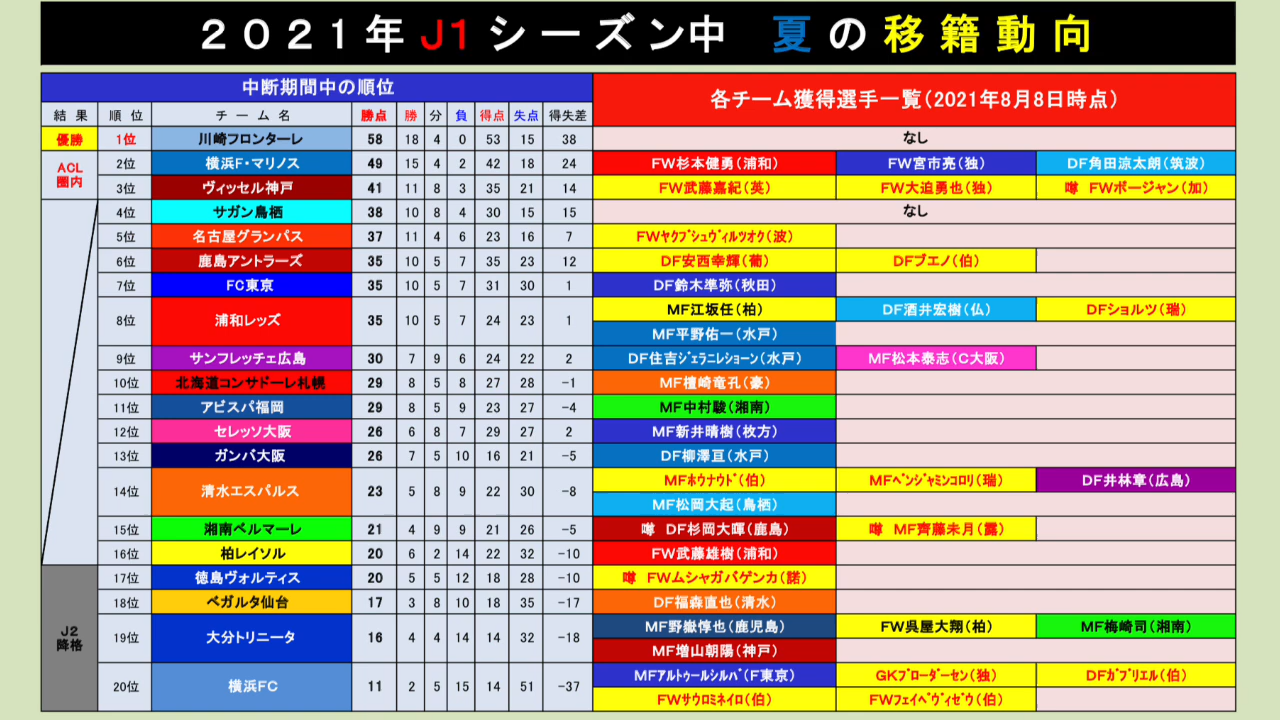 ２０２１年Ｊ１シーズン中　夏の移籍動向
中断期間中の順位
各チーム獲得選手一覧(2021年8月8日時点)
結 果 順 位 チ ー ム 名 勝点 勝 分 負 得点 失点 得失差
優勝 1位 川崎フロンターレ 58 18 4 0 53 15 38 なし
ACL
圏内
2位 横浜F・マリノス 49 15 4 2 42 18 24 FW杉本健勇(浦和) FW宮市亮(独) DF角田涼太朗(筑波)
3位 ヴィッセル神戸 41 11 8 3 35 21 14 FW武藤嘉紀(英) FW大迫勇也(独) 噂 FWボージャン(加)
4位 サガン鳥栖 38 10 8 4 30 15 15 なし
5位 名古屋グランパス 37 11 4 6 23 16 7 FWﾔｸﾌﾞｼｭｳﾞｨﾙﾂｵｸ(波)
6位 鹿島アントラーズ 35 10 5 7 35 23 12 DF安西幸輝(葡) DFブエノ(伯)
7位 FC東京 35 10 5 7 31 30 1 DF鈴木準弥(秋田)
8位 浦和レッズ 35 10 5 7 24 23 1 MF江坂任(柏) DF酒井宏樹(仏) DFショルツ(瑞)
MF平野佑一(水戸)
9位 サンフレッチェ広島 30 7 9 6 24 22 2 DF住吉ｼﾞｪﾗﾆﾚｼｮｰﾝ(水戸) MF松本泰志(C大阪)
10位 北海道コンサドーレ札幌 29 8 5 8 27 28 −1 MF檀崎竜孔(豪)
11位 アビスパ福岡 29 8 5 9 23 27 −4 MF中村駿(湘南)
12位 セレッソ大阪 26 6 8 7 29 27 2 MF新井晴樹(枚方)
13位 ガンバ大阪 26 7 5 10 16 21 −5 DF柳澤亘(水戸)
14位 清水エスパルス 23 5 8 9 22 30 −8 MFﾎｳﾅｳﾄﾞ(伯) MFﾍﾞﾝｼﾞｬﾐﾝコロリ(瑞) DF井林章(広島)
MF松岡大起(鳥栖)
15位 湘南ベルマーレ 21 4 9 9 21 26 −5 噂 DF杉岡大暉(鹿島) 噂 MF齊藤未月(露)
16位 柏レイソル 20 6 2 14 22 32 −10 FW武藤雄樹(浦和)
17位 徳島ヴォルティス 20 5 5 12 18 28 −10 噂 FWムシャガバゲンカ(諾)
18位 ベガルタ仙台 17 3 8 10 18 35 −17 DF福森直也(清水)
J2
降格
19位 大分トリニータ 16 4 4 14 14 32 −18 MF野嶽惇也(鹿児島) FW呉屋大翔(柏) MF梅崎司(湘南)
MF増山朝陽(神戸)
20位 横浜FC 11 2 5 15 14 51 −37 MFｱﾙﾄｩｰﾙｼﾙﾊﾞ(F東京) GKﾌﾞﾛｰﾀﾞｰｾﾝ(独) DFｶﾞﾌﾞﾘｴﾙ(伯)
FWサウロミネイロ(伯) FWﾌｪｲﾍﾟｳﾞｨｾﾞｳ(伯)